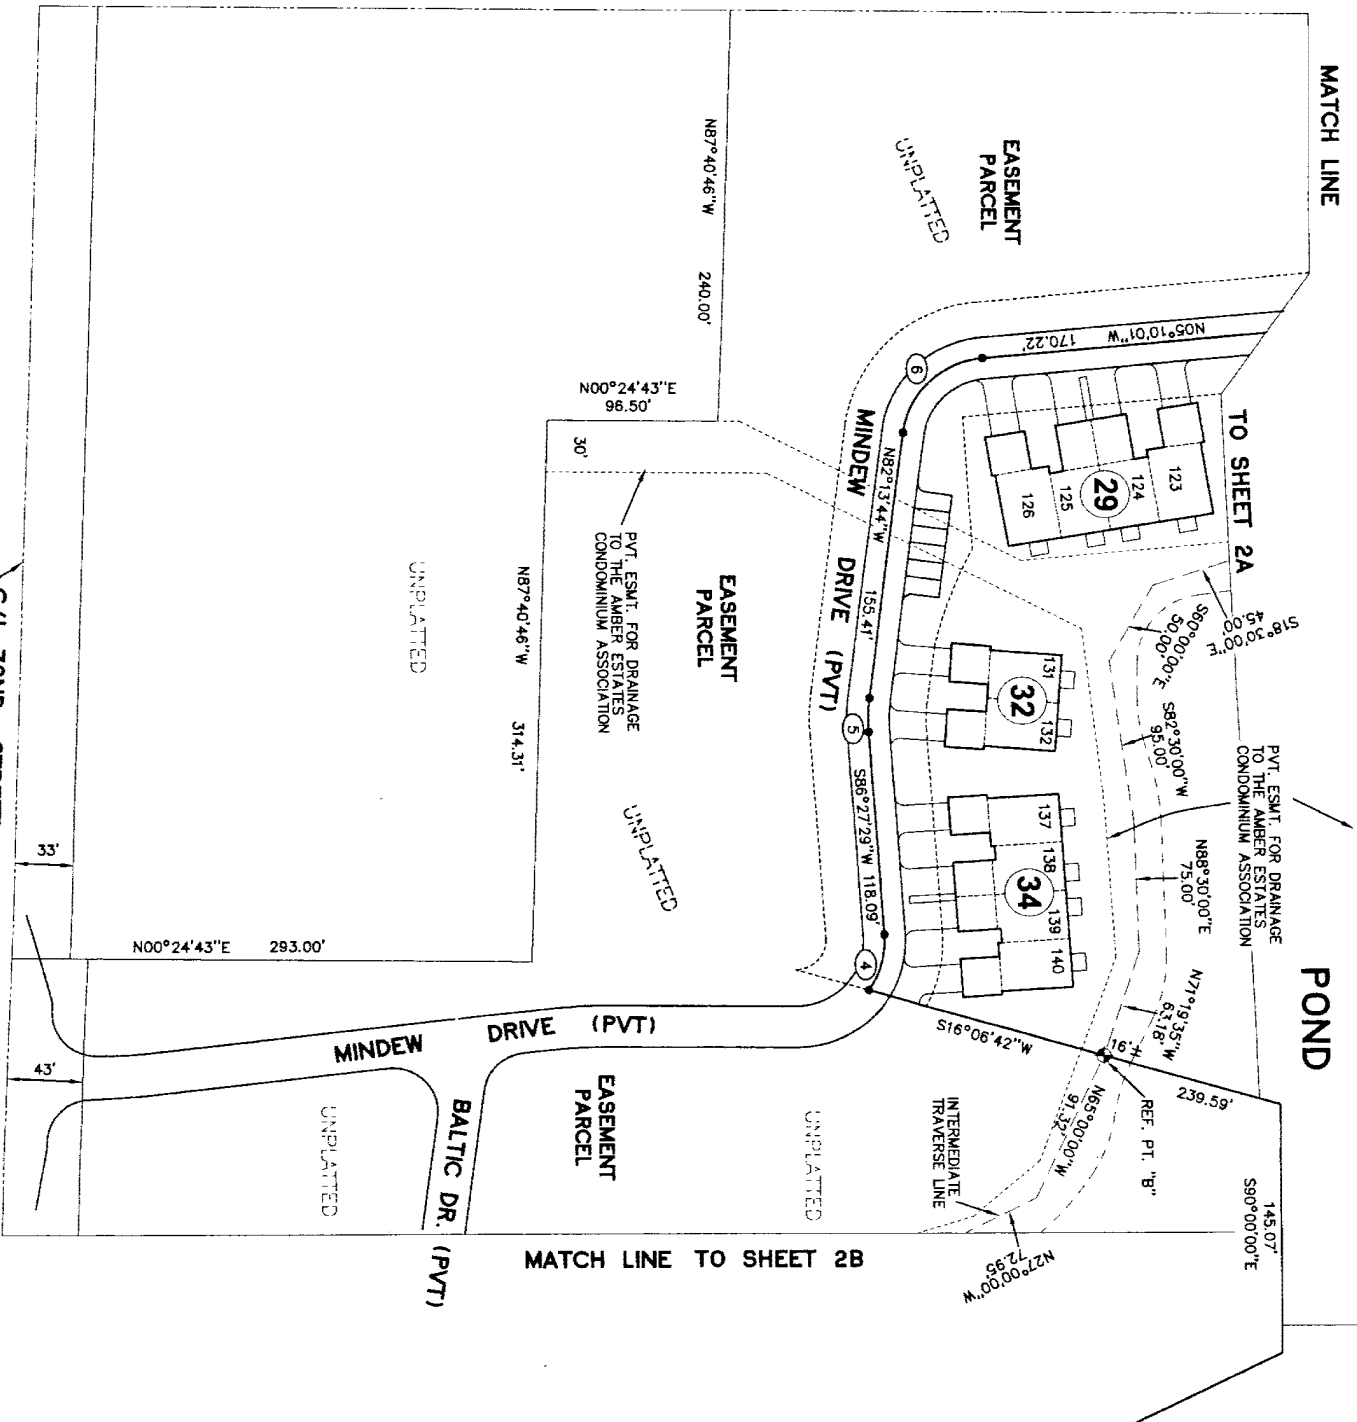 MATCH LINE
TO SHEET 2A
POND
EASEMENT
PARCEL
UNPLATTED
N87°40'46"W
240.00'
N00°24'43"E
96.50'
30'
N05°10'01"W
170.22'
6
MINDEW
DRIVE
(PVT)
N82°13'44"W
155.41'
5
S86°27'29"W
118.09'
4
123
124
125
126
29
131
132
32
137
138
139
140
34
S18°30'00"E
45.00'
S60°00'00"E
50.00'
S82°30'00"W
95.00'
N88°30'00"E
75.00'
N71°19'35"W
63.18'
PVT. ESMT. FOR DRAINAGE
TO THE AMBER ESTATES
CONDOMINIUM ASSOCIATION
PVT. ESMT. FOR DRAINAGE
TO THE AMBER ESTATES
CONDOMINIUM ASSOCIATION
EASEMENT
PARCEL
UNPLATTED
UNPLATTED
N87°40'46"W
314.31'
N00°24'43"E
293.00'
33'
43'
S16°06'42"W
239.59'
16'±
REF. PT. "B"
N65°00'00"W
91.32'
INTERMEDIATE
TRAVERSE LINE
N27°00'00"W
72.95'
145.07'
S90°00'00"E
MINDEW
DRIVE
(PVT)
BALTIC DR. (PVT)
EASEMENT
PARCEL
UNPLATTED
UNPLATTED
MATCH LINE TO SHEET 2B